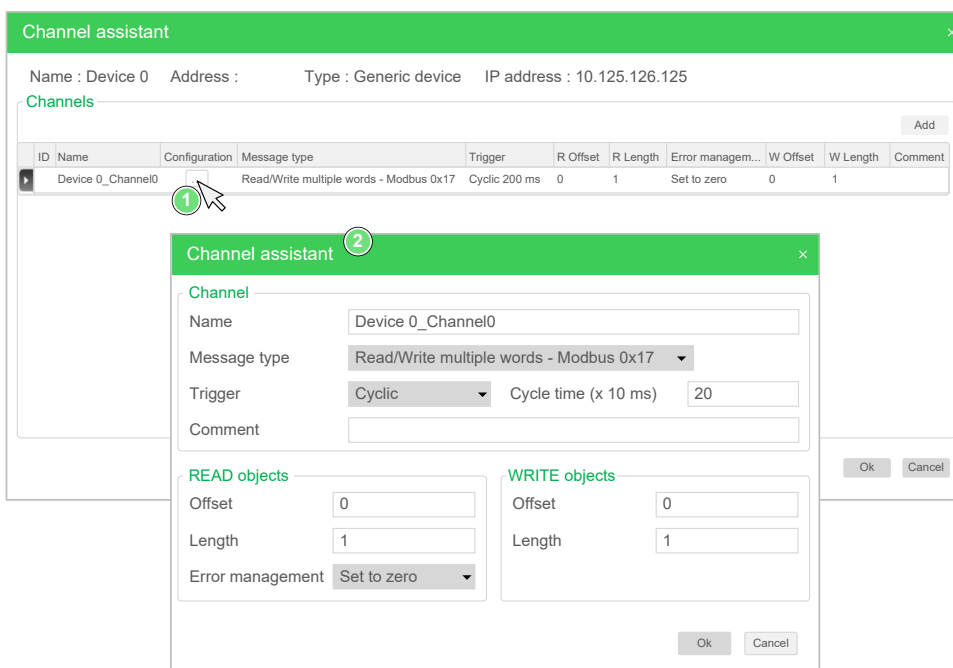 Channel assistant ×
Name : Device 0 Address : Type : Generic device IP address : 10.125.126.125
Channels
Add
ID Name Configuration Message type Trigger R Offset R Length Error managem... W Offset W Length Comment
Device 0_Channel0 ... Read/Write multiple words - Modbus 0x17 Cyclic 200 ms 0 1 Set to zero 0 1
1
2
Channel assistant ×
Channel
Name Device 0_Channel0
Message type Read/Write multiple words - Modbus 0x17
Trigger Cyclic Cycle time (x 10 ms) 20
Comment
Ok Cancel
READ objects WRITE objects
Offset 0 Offset 0
Length 1 Length 1
Error management Set to zero
Ok Cancel